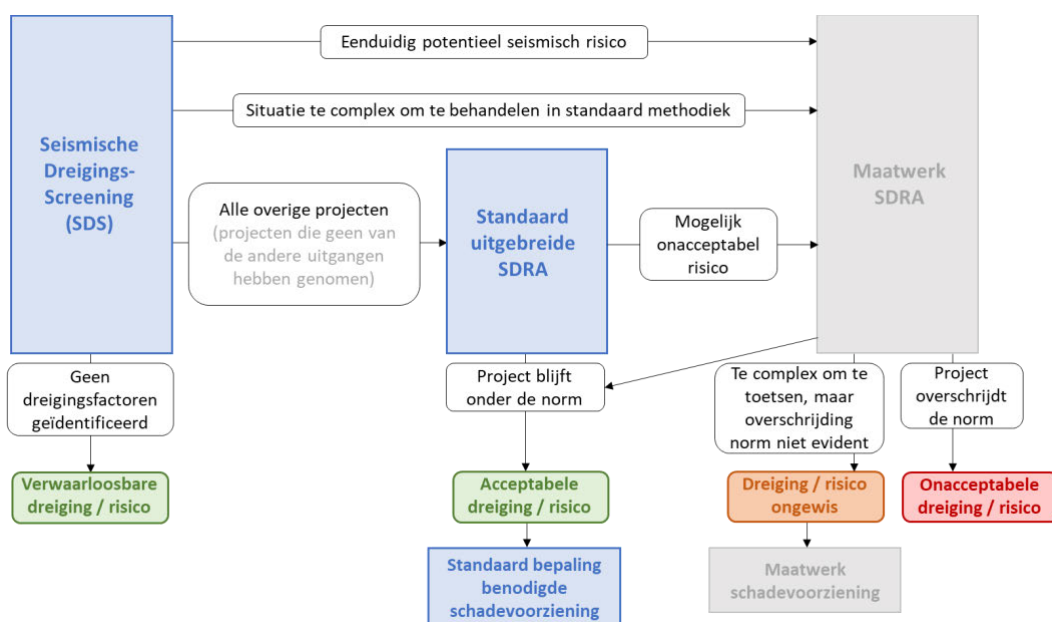 Eenduidig potentieel seismisch risico
Situatie te complex om te behandelen in standaard methodiek
Seismische
Dreigings-
Screening
(SDS)
Alle overige projecten
(projecten die geen van
de andere uitgangen
hebben genomen)
Standaard
uitgebreide
SDRA
Mogelijk
onacceptabel
risico
Maatwerk
SDRA
Geen
dreigingsfactoren
geïdentificeerd
Project blijft
onder de norm
Te complex om te
toetsen, maar
overschrijding
norm niet evident
Project
overschrijdt
de norm
Verwaarloosbare
dreiging / risico
Acceptabele
dreiging / risico
Dreiging / risico
ongewis
Onacceptabele
dreiging / risico
Standaard bepaling
benodigde
schadevoorziening
Maatwerk
schadevoorziening